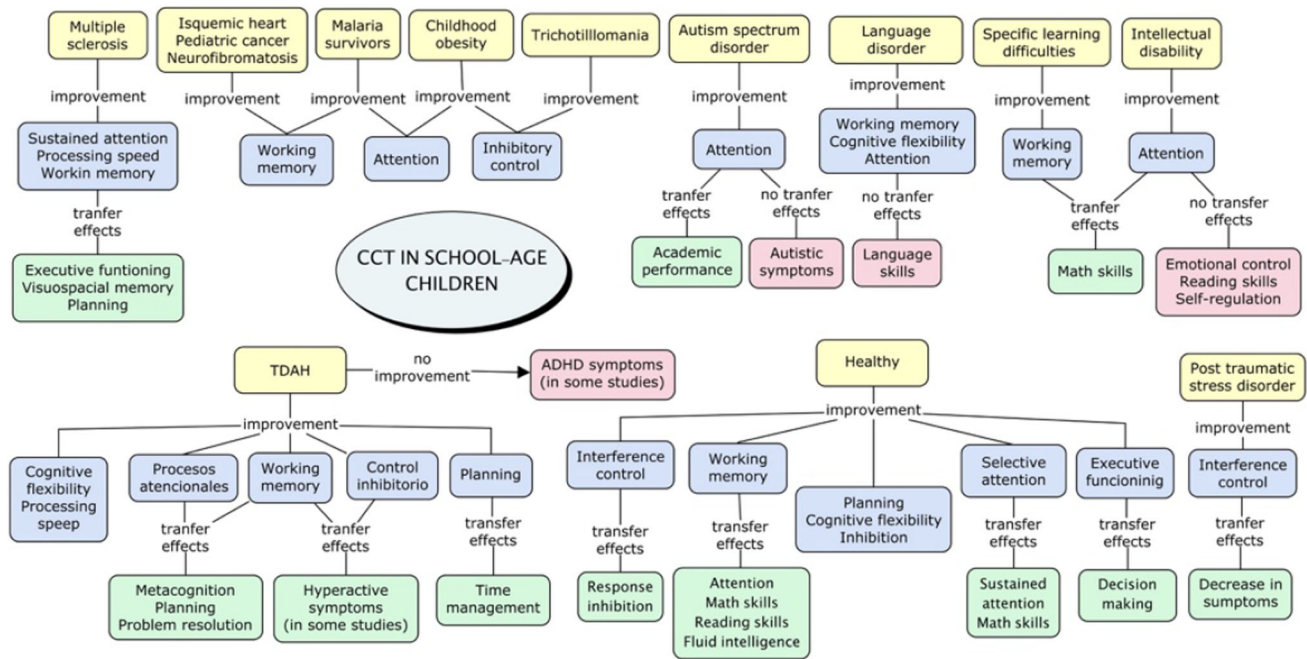 Multiple
sclerosis
Isquemic heart
Pediatric cancer
Neurofibromatosis
Malaria
survivors
Childhood
obesity
Trichotilllomania
Autism spectrum
disorder
Language
disorder
Specific learning
difficulties
Intellectual
disability
improvement
improvement
improvement
improvement
improvement
improvement
improvement
improvement
improvement
Sustained attention
Processing speed
Workin memory
Working
memory
Attention
Inhibitory
control
Attention
Working memory
Cognitive flexibility
Attention
Working
memory
Attention
tranfer
effects
tranfer
effects
no tranfer
effects
no transfer
effects
tranfer
effects
no transfer
effects
Executive funtioning
Visuospacial memory
Planning
CCT IN SCHOOL-AGE
CHILDREN
Academic
performance
Autistic
symptoms
Language
skills
Math skills
Emotional control
Reading skills
Self-regulation
TDAH
no
improvement
ADHD symptoms
(in some studies)
Healthy
Post traumatic
stress disorder
improvement
improvement
improvement
Cognitive
flexibility
Processing
speep
Procesos
atencionales
Working
memory
Control
inhibitorio
Planning
Interference
control
Working
memory
Planning
Cognitive flexibility
Inhibition
Selective
attention
Executive
funcioninig
Interference
control
tranfer
effects
tranfer
effects
transfer
effects
transfer
effects
transfer
effects
transfer
effects
transfer
effects
tranfer
effects
Metacognition
Planning
Problem resolution
Hyperactive
symptoms
(in some studies)
Time
management
Response
inhibition
Attention
Math skills
Reading skills
Fluid intelligence
Sustained
attention
Math skills
Decision
making
Decrease in
sumptoms